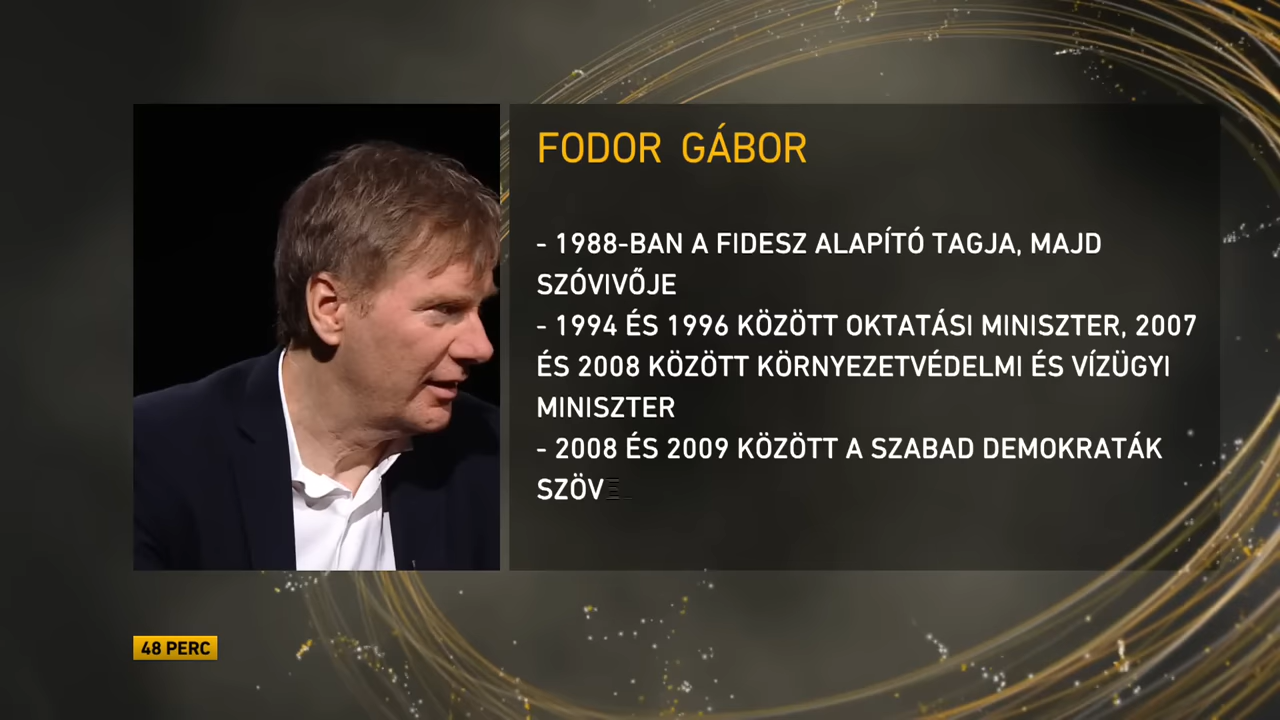 FODOR GÁBOR
- 1988-BAN A FIDESZ ALAPÍTÓ TAGJA, MAJD
SZÓVIVŐJE
- 1994 ÉS 1996 KÖZÖTT OKTATÁSI MINISZTER, 2007
ÉS 2008 KÖZÖTT KÖRNYEZETVÉDELMI ÉS VÍZÜGYI
MINISZTER
- 2008 ÉS 2009 KÖZÖTT A SZABAD DEMOKRATÁK
SZÖV
48 PERC